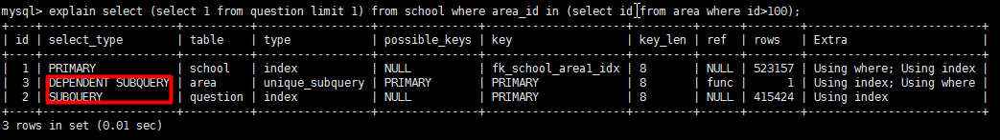 mysql> explain select (select 1 from question limit 1) from school where area_id in (select id from area where id>100);
+----+--------------------+----------+-----------------+---------------+----------------------+---------+------+--------+--------------------------+
| id | select_type | table | type | possible_keys | key | key_len | ref | rows | Extra |
+----+--------------------+----------+-----------------+---------------+----------------------+---------+------+--------+--------------------------+
| 1 | PRIMARY | school | index | NULL | fk_school_area1_idx | 8 | NULL | 523157 | Using where; Using index |
| 3 | DEPENDENT SUBQUERY | area | unique_subquery | PRIMARY | PRIMARY | 8 | func | 1 | Using index; Using where |
| 2 | SUBQUERY | question | index | NULL | PRIMARY | 8 | NULL | 415424 | Using index |
+----+--------------------+----------+-----------------+---------------+----------------------+---------+------+--------+--------------------------+
3 rows in set (0.01 sec)